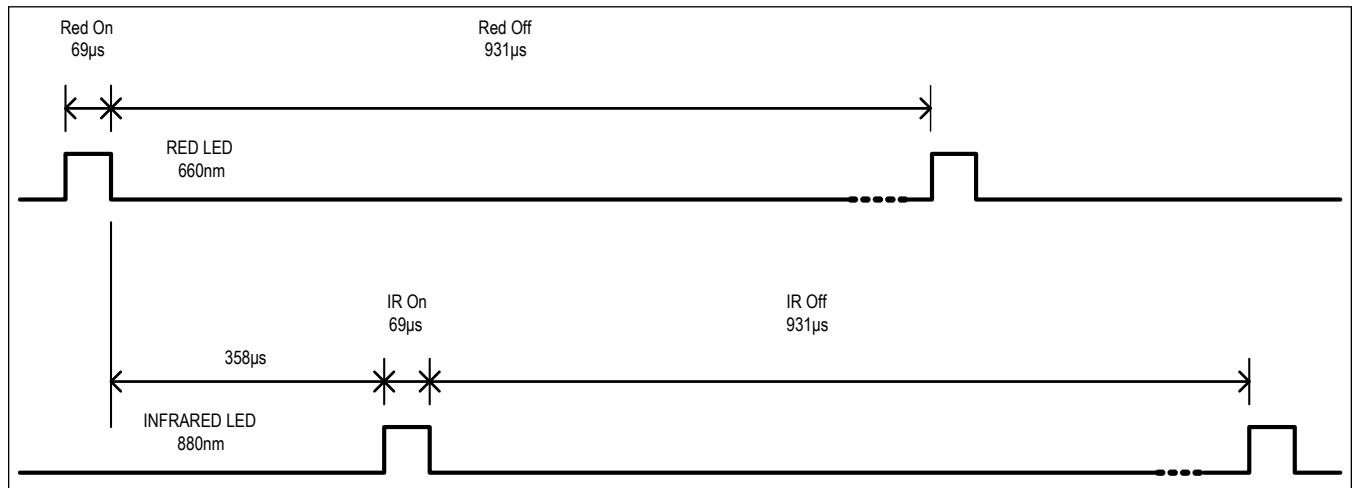 Red On
69µs
Red Off
931µs
RED LED
660nm
IR On
69µs
IR Off
931µs
358µs
INFRARED LED
880nm